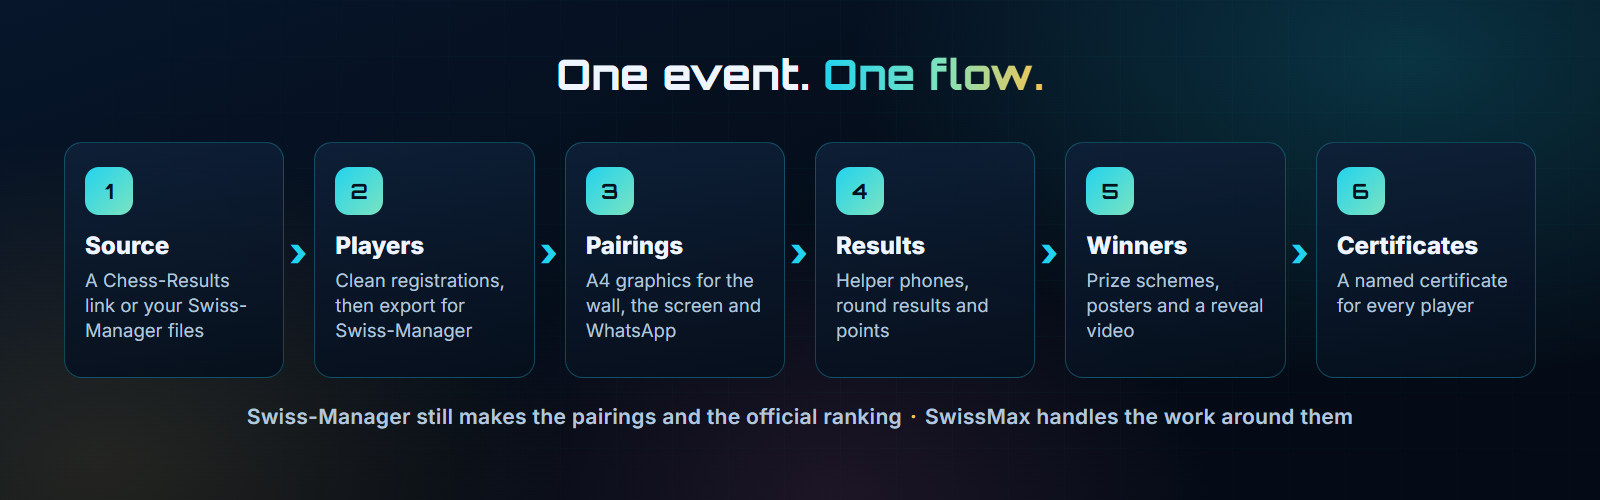 One event. One flow.
1
Source
A Chess-Results
link or your Swiss-
Manager files
2
Players
Clean registrations,
then export for
Swiss-Manager
3
Pairings
A4 graphics for the
wall, the screen and
WhatsApp
4
Results
Helper phones,
round results and
points
5
Winners
Prize schemes,
posters and a reveal
video
6
Certificates
A named certificate
for every player
Swiss-Manager still makes the pairings and the official ranking · SwissMax handles the work around them